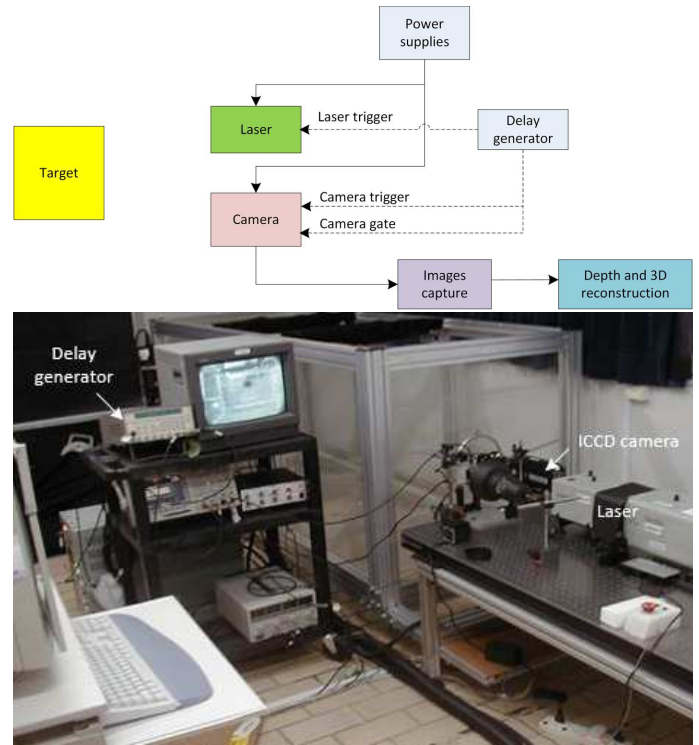 Power
supplies
Laser trigger
Laser
Delay
generator
Target
Camera trigger
Camera
Camera gate
Images
capture
Depth and 3D
reconstruction
Delay
generator
ICCD camera
Laser